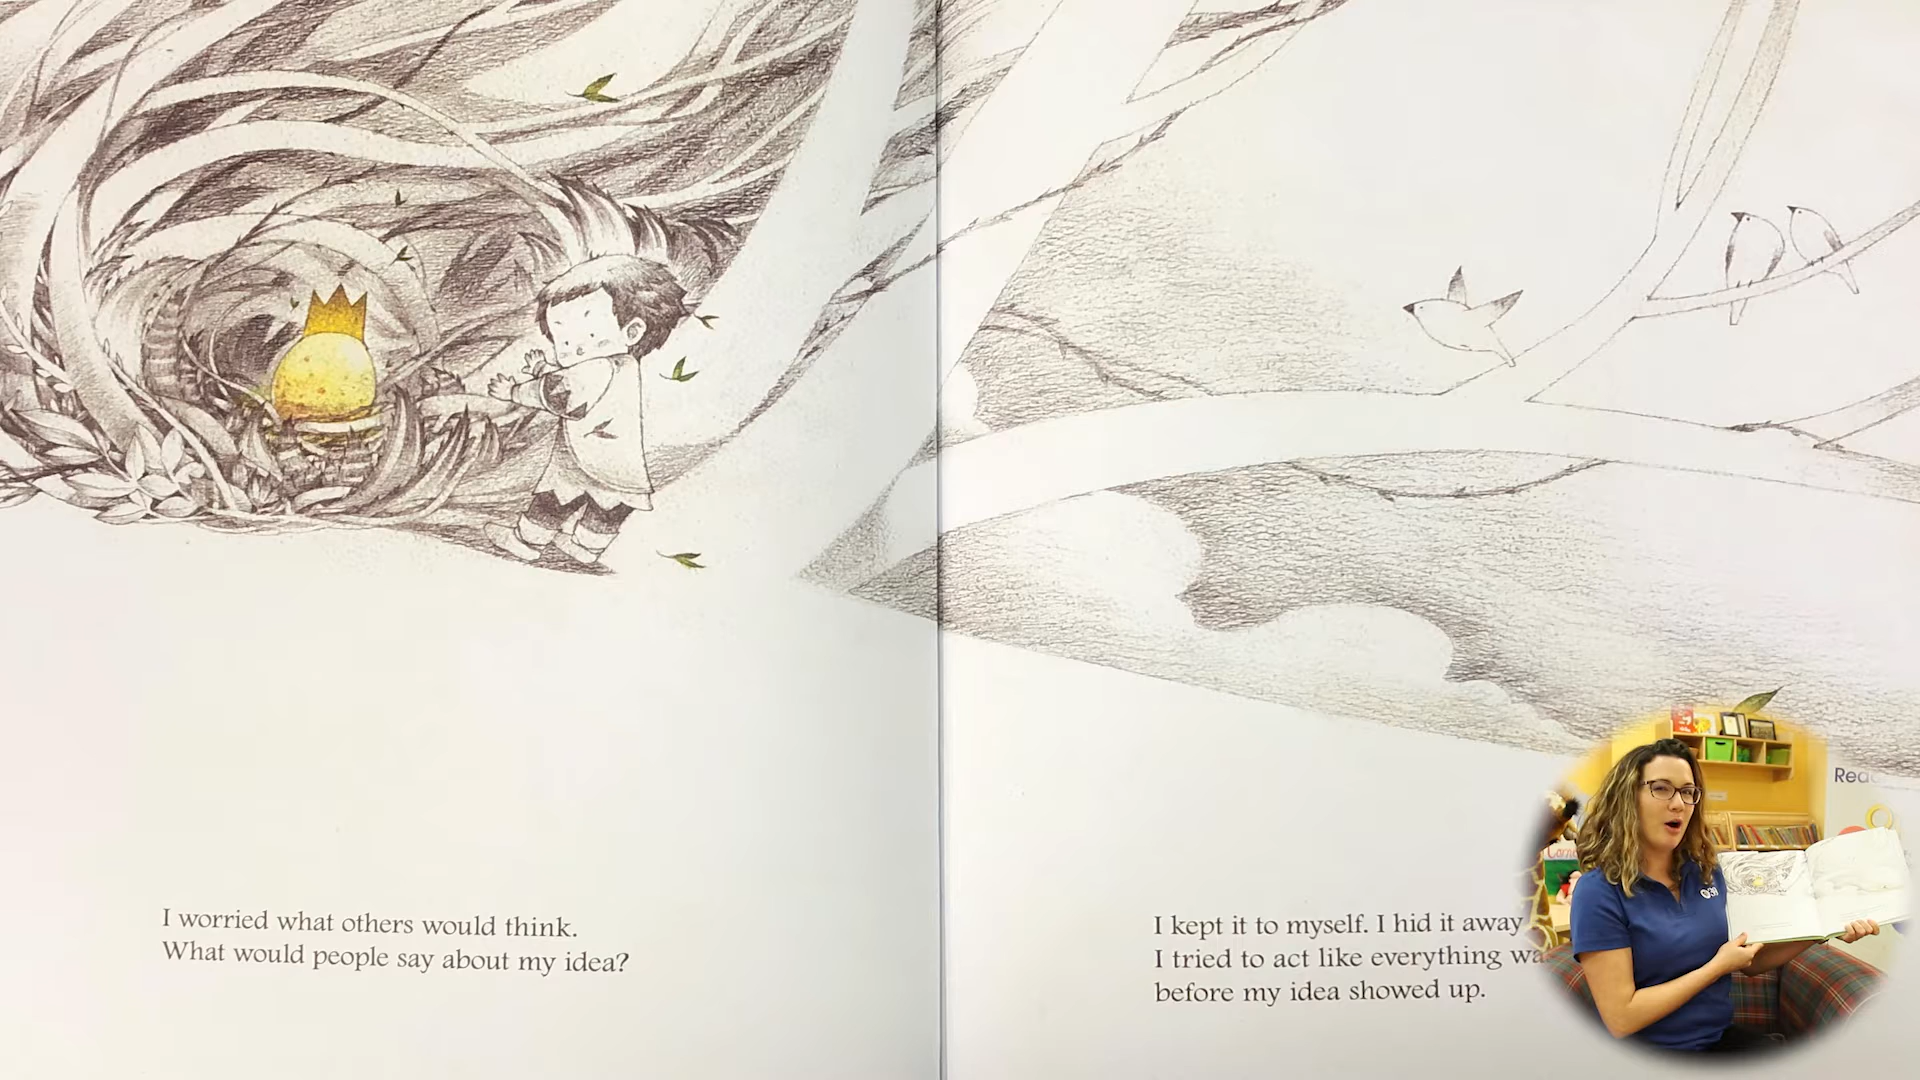 I worried what others would think.
What would people say about my idea?
I kept it to myself. I hid it away
I tried to act like everything
before my idea showed up.